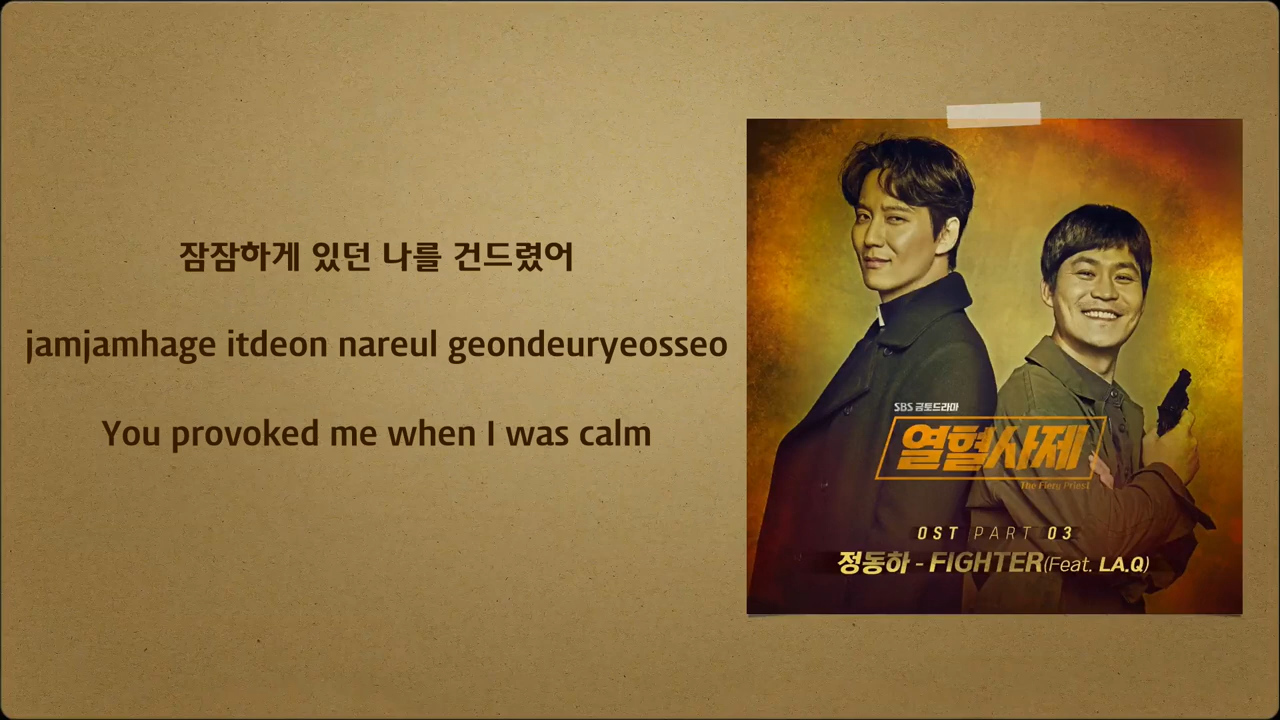 잠잠하게 있던 나를 건드렸어
jamjamhage itdeon nareul geondeuryeosseo
You provoked me when I was calm
SBS 금토드라마
열혈사제
The Fiery Priest
OST PART 03
정동하 - FIGHTER(Feat. LA.Q)